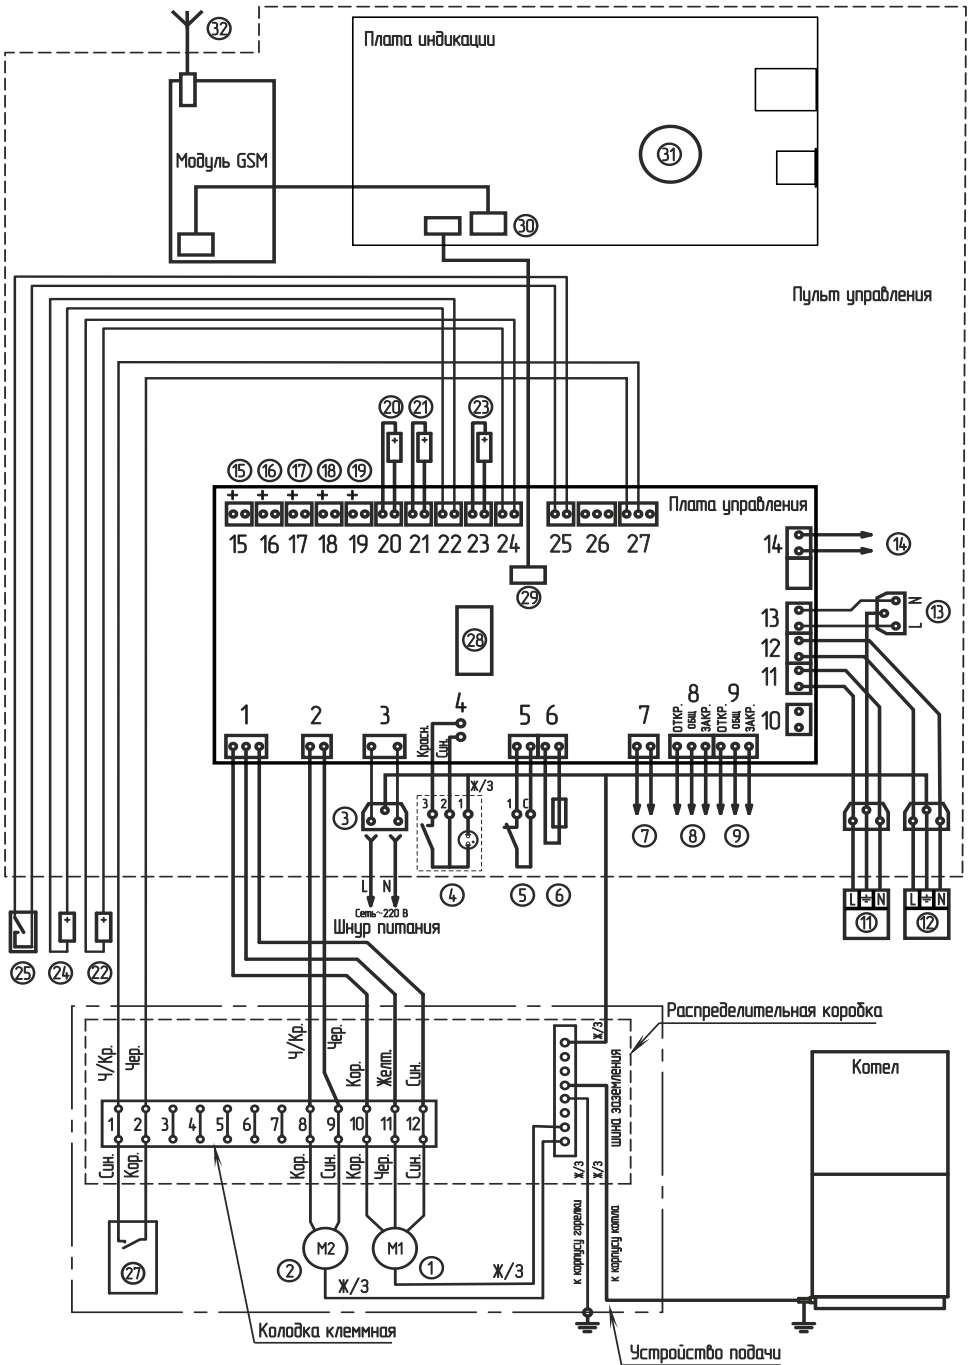 32
Плата индикации
31
Модуль GSM
30
Пульт управления
20 21 23
15 16 17 18 19
+ + + + +
+ + +
Плата управления
15 16 17 18 19 20 21 22 23 24 25 26 27
14
14
29
13
N
L
13
28
12
11
10
1 2 3 4 5 6 7 8 9
Красн.
Син.
ОТКР.
ОБЩ
ЗАКР.
ОТКР.
ОБЩ
ЗАКР.
Ж/З
3 2 1
1 С
3
7 8 9
L N
4 5 6
Сеть~220 В
Шнур питания
L N
L N
11 12
+ +
25 24 22
Распределительная коробка
Ч/Кр.
Чер.
Ч/Кр.
Чер.
Кор.
Желт.
Син.
Ж/З
шина заземления
Котел
1 2 3 4 5 6 7 8 9 10 11 12
Син.
Кор.
Кор.
Син.
Кор.
Чер.
Син.
Ж/З
Ж/З
к корпусу горелки
к корпусу котла
27
М2
М1
2
1
Ж/З
Ж/З
Колодка клеммная
Устройство подачи